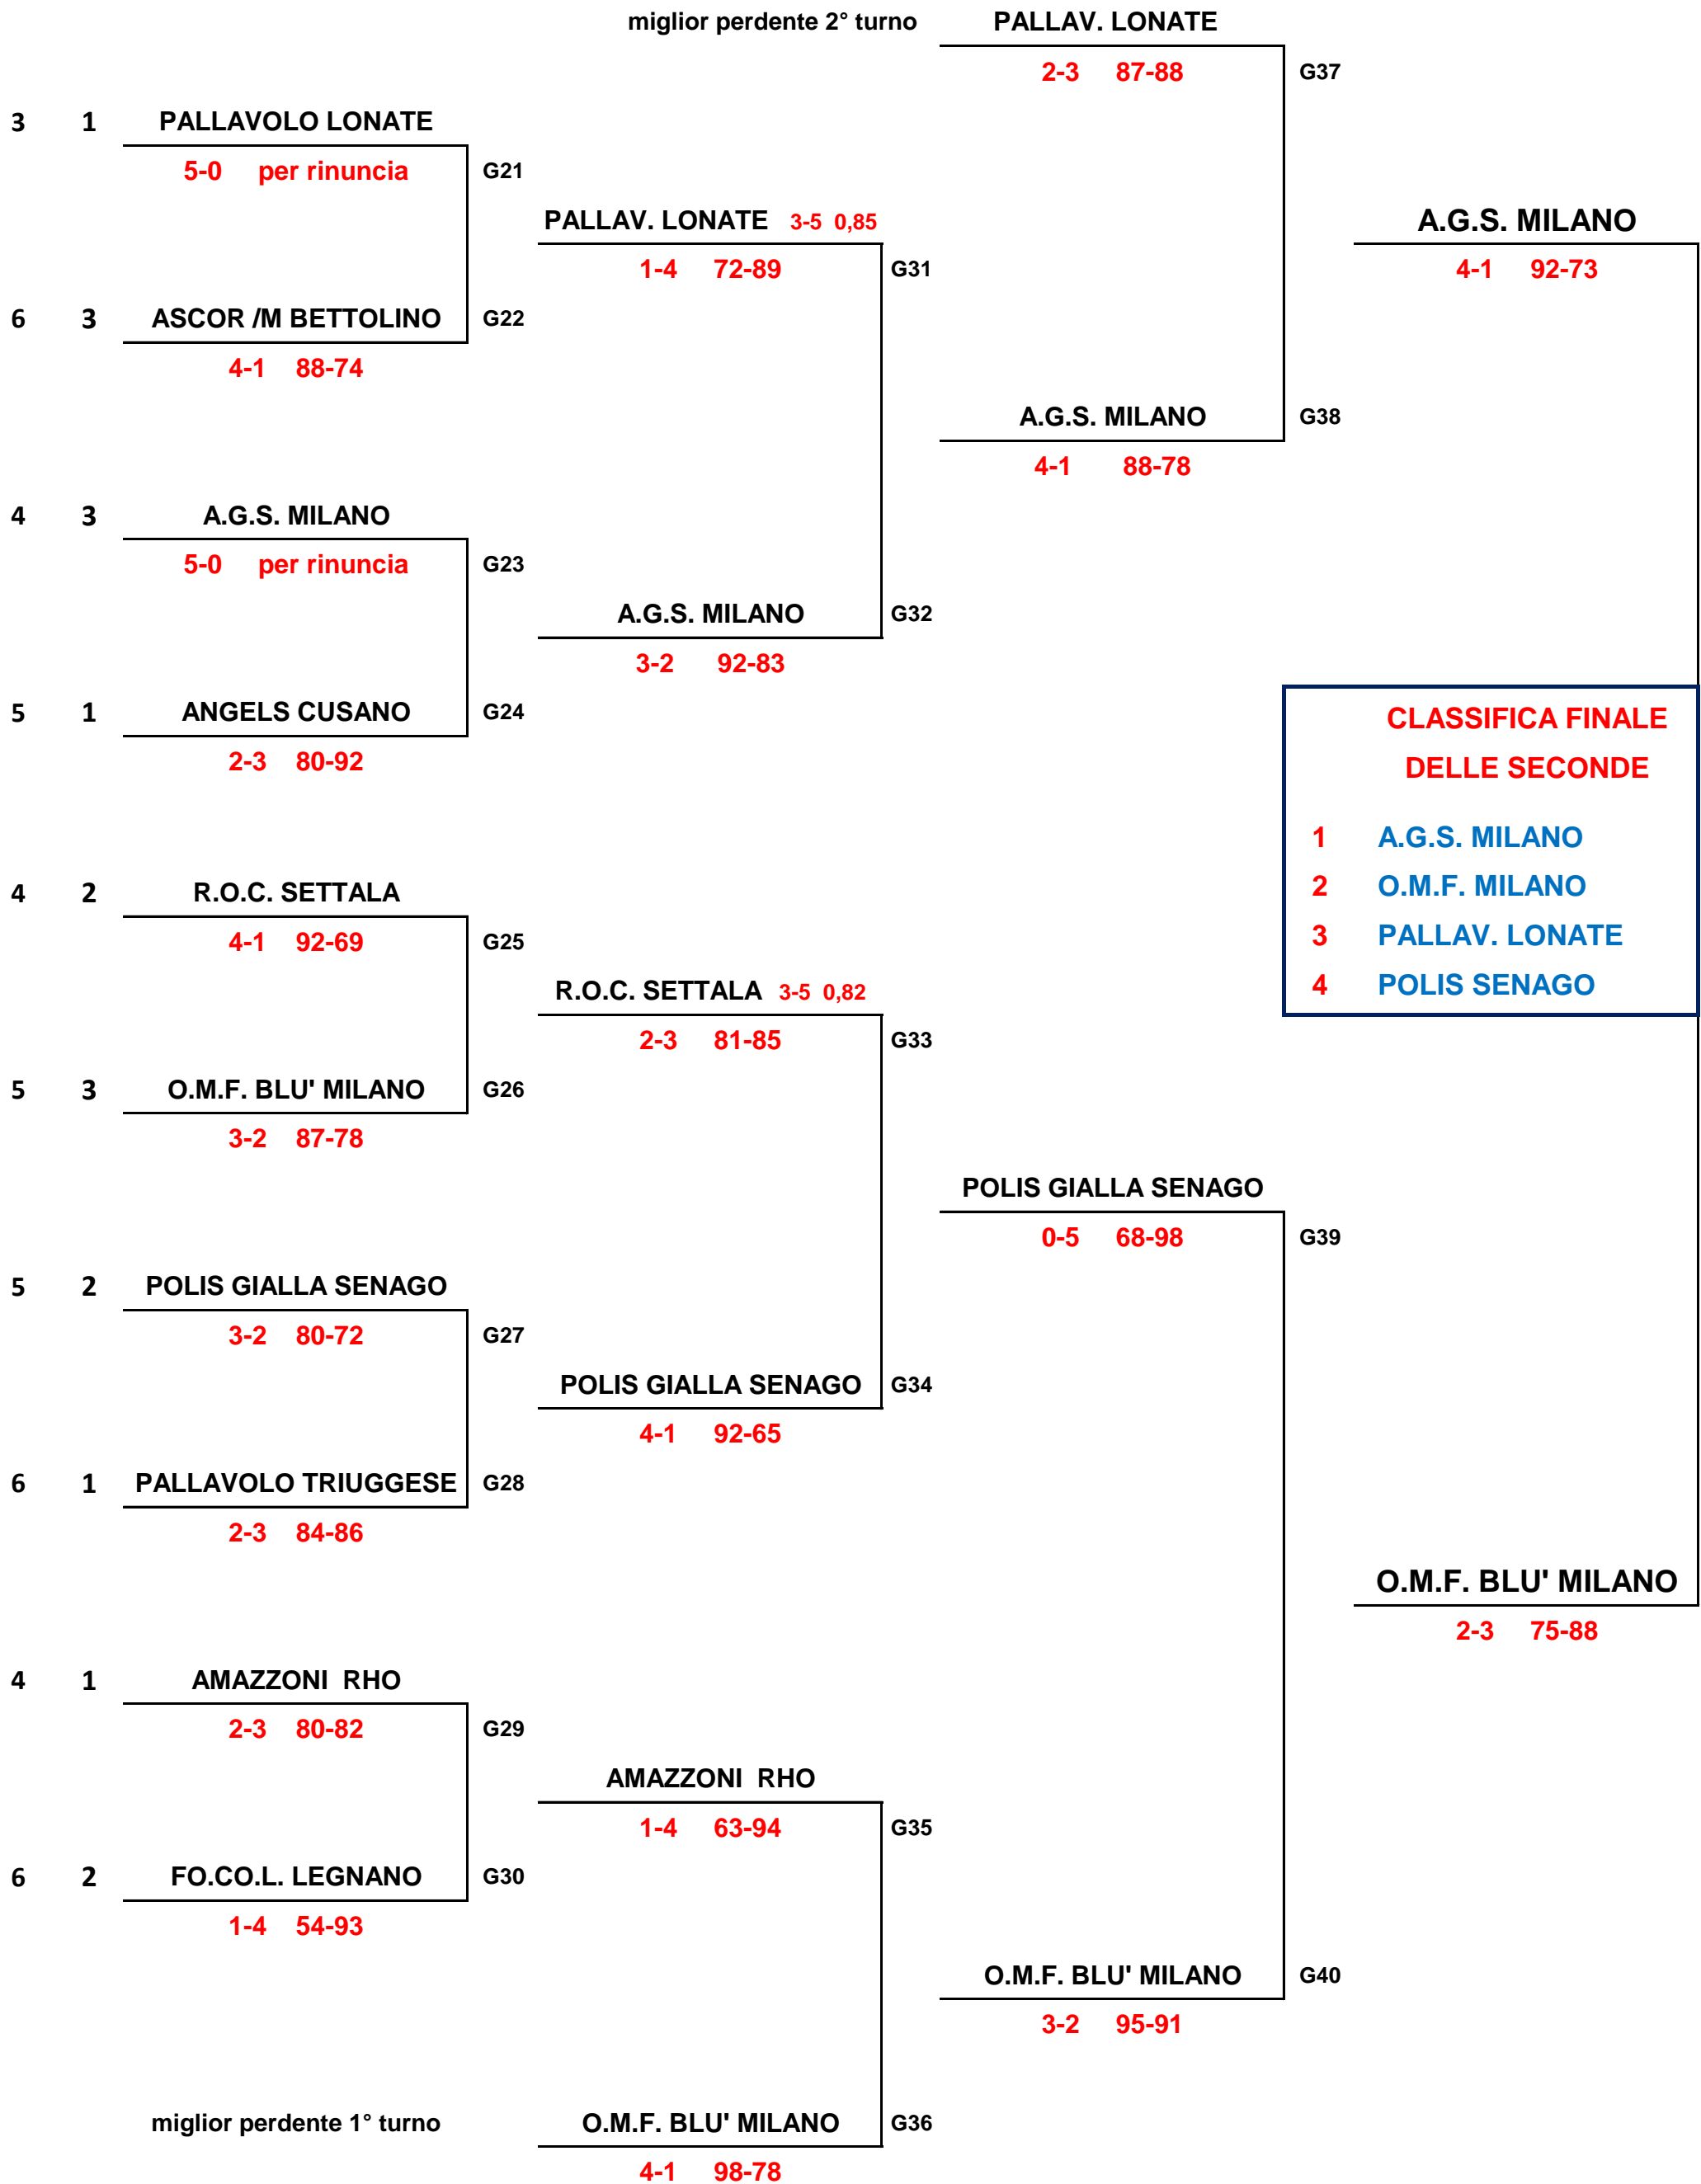 miglior perdente 2° turno PALLAV. LONATE
2-3 87-88 G37
3 1 PALLAVOLO LONATE
5-0 per rinuncia G21
PALLAV. LONATE 3-5 0,85 A.G.S. MILANO
1-4 72-89 G31 4-1 92-73
6 3 ASCOR /M BETTOLINO G22
4-1 88-74
A.G.S. MILANO G38
4-1 88-78
4 3 A.G.S. MILANO
5-0 per rinuncia G23
A.G.S. MILANO G32
3-2 92-83
5 1 ANGELS CUSANO G24 CLASSIFICA FINALE
2-3 80-92 DELLE SECONDE
1 A.G.S. MILANO
4 2 R.O.C. SETTALA 2 O.M.F. MILANO
4-1 92-69 G25 3 PALLAV. LONATE
R.O.C. SETTALA 3-5 0,82 4 POLIS SENAGO
2-3 81-85 G33
5 3 O.M.F. BLU' MILANO G26
3-2 87-78
POLIS GIALLA SENAGO
0-5 68-98 G39
5 2 POLIS GIALLA SENAGO
3-2 80-72 G27
POLIS GIALLA SENAGO G34
4-1 92-65
6 1 PALLAVOLO TRIUGGESE G28
2-3 84-86
O.M.F. BLU' MILANO
2-3 75-88
4 1 AMAZZONI RHO
2-3 80-82 G29
AMAZZONI RHO
1-4 63-94 G35
6 2 FO.CO.L. LEGNANO G30
1-4 54-93
O.M.F. BLU' MILANO G40
3-2 95-91
miglior perdente 1° turno O.M.F. BLU' MILANO G36
4-1 98-78